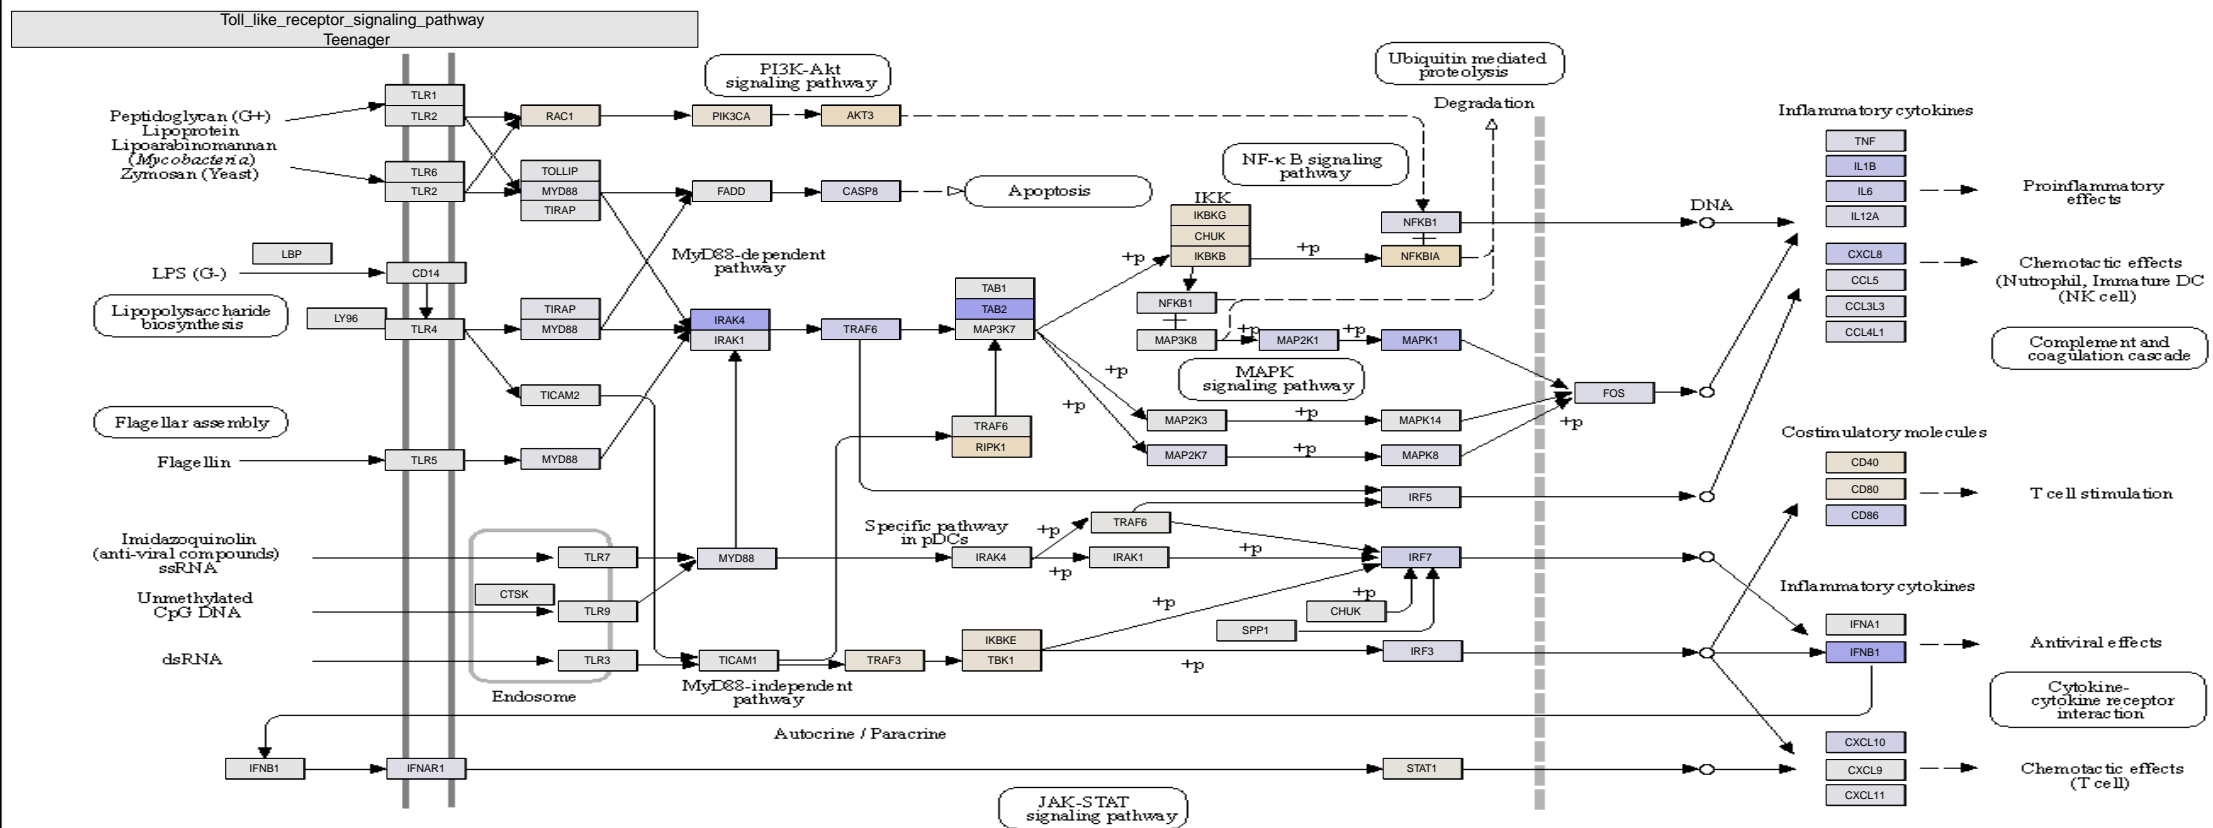 Toll_like_receptor_signaling_pathway
Teenager
PI3K-Akt
signaling pathway
Ubiquitin mediated
proteolysis
Degradation
Inflammatory cytokines
TLR1
TLR2
RAC1
PIK3CA
AKT3
Peptidoglycan (G+)
Lipoprotein
Lipoarabinomannan
(Mycobacteria)
Zymosan (Yeast)
TNF
IL1B
IL6
IL12A
Proinflammatory
effects
TLR6
TLR2
TOLLIP
MYD88
TIRAP
FADD
CASP8
Apoptosis
NF-κ B signaling
pathway
IKK
IKBKG
CHUK
IKBKB
+p
+p
NFKB1
NFKBIA
DNA
LBP
LPS (G-)
CD14
MyD88-dependent
pathway
CXCL8
CCL5
CCL3L3
CCL4L1
Chemotactic effects
(Nutrophil, Immature DC
(NK cell)
Lipopolysaccharide
biosynthesis
LY96
TLR4
TIRAP
MYD88
IRAK4
IRAK1
TRAF6
TAB1
TAB2
MAP3K7
NFKB1
MAP3K8
+p
MAP2K1
+p
MAPK1
Complement and
coagulation cascade
MAPK
signaling pathway
TICAM2
+p
+p
FOS
Flagellar assembly
TRAF6
RIPK1
MAP2K3
+p
MAPK14
+p
Costimulatory molecules
Flagellin
TLR5
MYD88
MAP2K7
+p
MAPK8
CD40
CD80
CD86
T cell stimulation
IRF5
Specific pathway
in pDCs
+p
TRAF6
Imidazoquinolin
(anti-viral compounds)
ssRNA
TLR7
MYD88
IRAK4
+p
IRAK1
+p
IRF7
Unmethylated
CpG DNA
CTSK
TLR9
+p
+p
CHUK
SPP1
Inflammatory cytokines
IFNA1
IFNB1
Antiviral effects
dsRNA
TLR3
TICAM1
TRAF3
IKBKE
TBK1
+p
IRF3
Endosome
MyD88-independent
pathway
Cytokine-
cytokine receptor
interaction
Autocrine / Paracrine
IFNB1
IFNAR1
STAT1
CXCL10
CXCL9
CXCL11
Chemotactic effects
(T cell)
JAK-STAT
signaling pathway